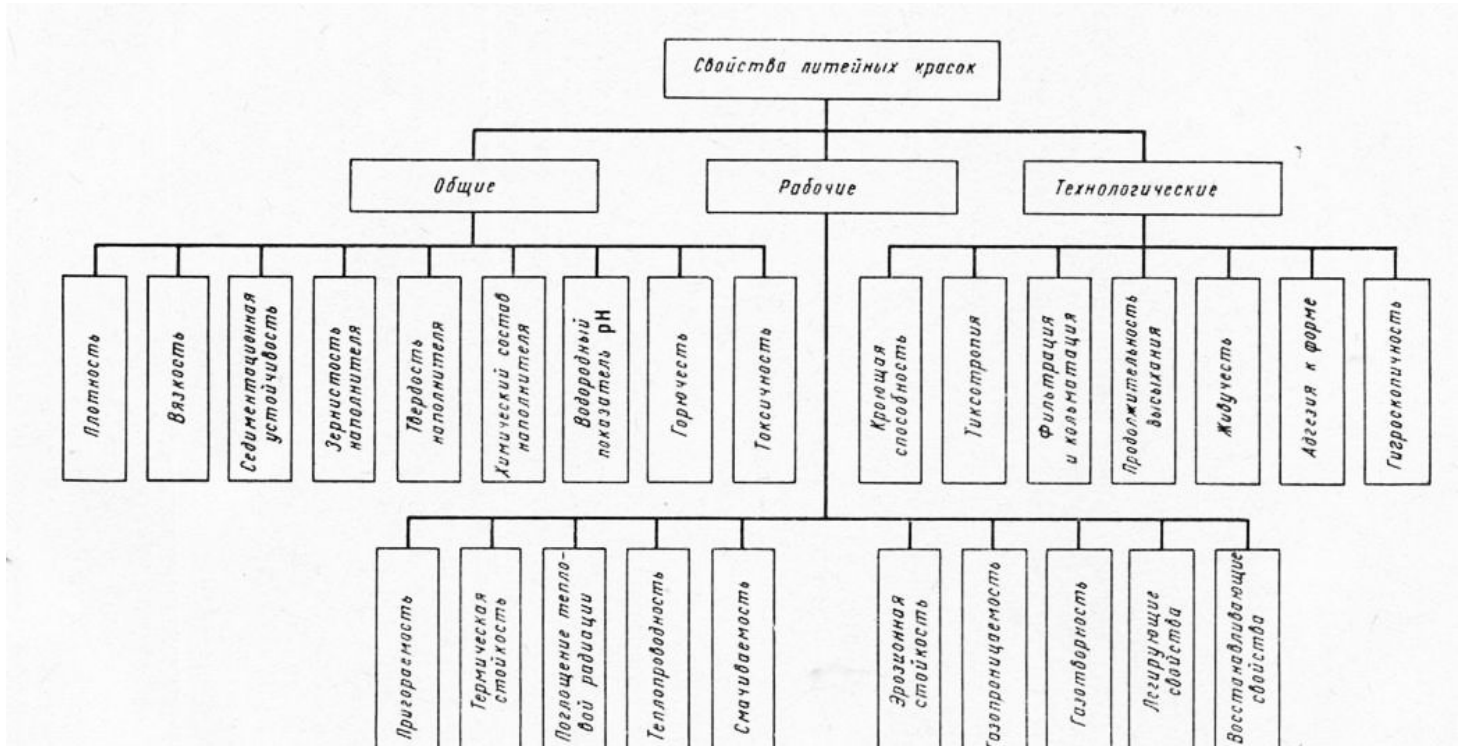 Свойства литейных красок
Общие
Рабочие
Технологические
Плотность
Вязкость
Седиментационная
устойчивость
Зернистость
наполнителя
Твердость
наполнителя
Химический состав
наполнителя
Водородный
показатель pH
Горючесть
Токсичность
Кроющая
способность
Тиксотропия
Фильтрация
и кольматация
Продолжительность
высыхания
Живучесть
Адгезия к форме
Гигроскопичность
Пригораемость
Термическая
стойкость
Поглощение тепло-
вой радиации
Теплопроводность
Смачиваемость
Эрозионная
стойкость
Газопроницаемость
Газотворность
Легирующие
свойства
Восстанавливающие
свойства